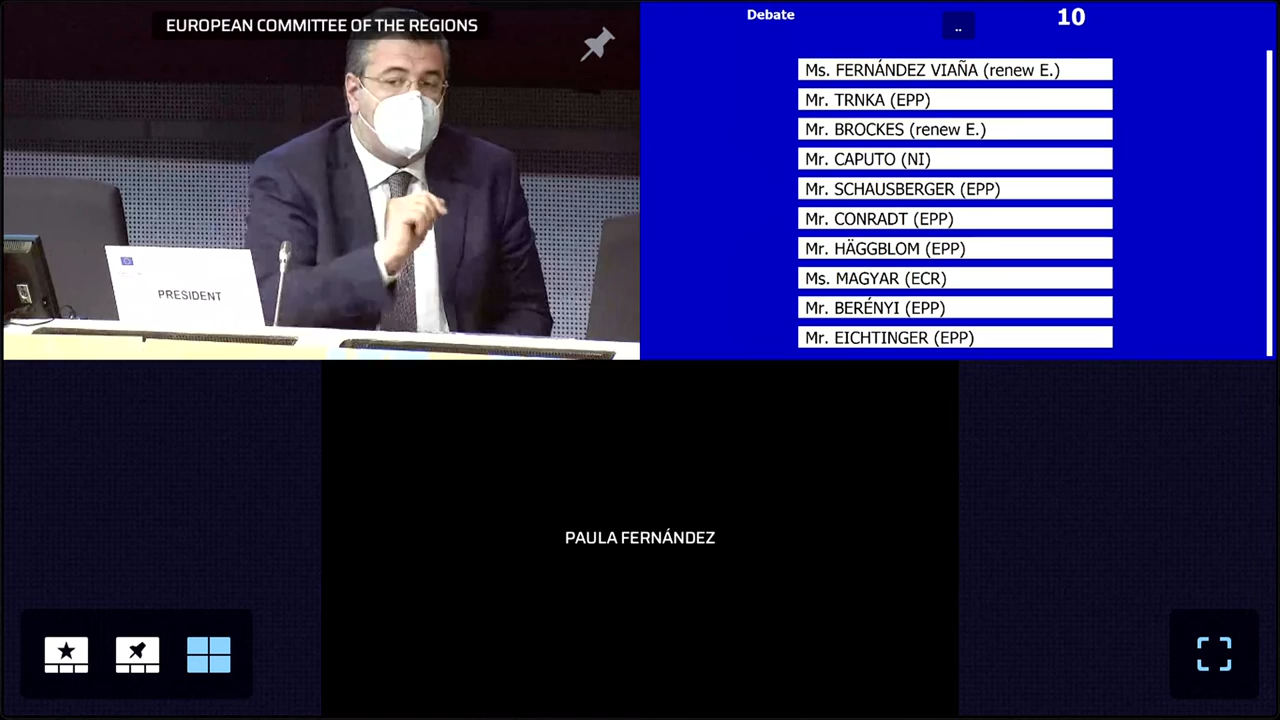 EUROPEAN COMMITTEE OF THE REGIONS
PRESIDENT
Debate
..
10
Ms. FERNÁNDEZ VIAÑA (renew E.)
Mr. TRNKA (EPP)
Mr. BROCKES (renew E.)
Mr. CAPUTO (NI)
Mr. SCHAUSBERGER (EPP)
Mr. CONRADT (EPP)
Mr. HÄGGBLOM (EPP)
Ms. MAGYAR (ECR)
Mr. BERÉNYI (EPP)
Mr. EICHTINGER (EPP)
PAULA FERNÁNDEZ